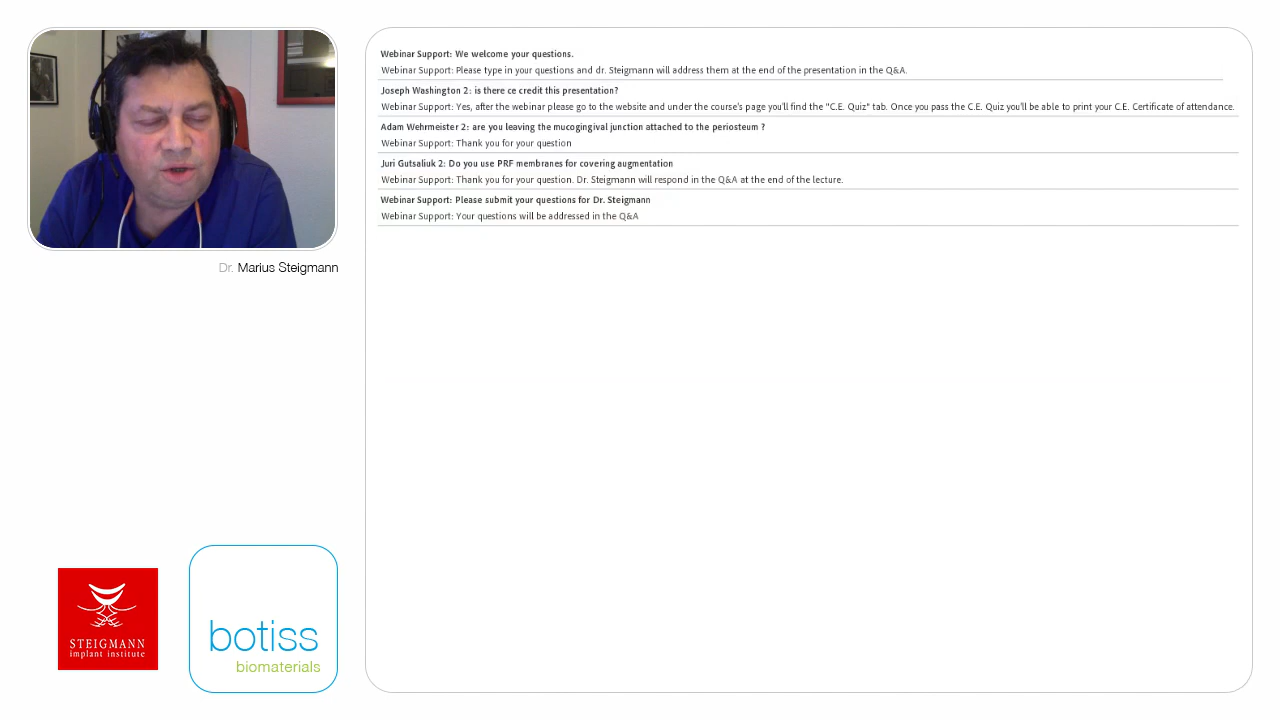 Webinar Support: We welcome your questions.
Webinar Support: Please type in your questions and dr. Steigmann will address them at the end of the presentation in the Q&A.
Joseph Washington 2: is there ce credit this presentation?
Webinar Support: Yes, after the webinar please go to the website and under the course's page you'll find the "C.E. Quiz" tab. Once you pass the C.E. Quiz you'll be able to print your C.E. Certificate of attendance.
Adam Wehrmeister 2: are you leaving the mucogingival junction attached to the periosteum ?
Webinar Support: Thank you for your question
Juri Gutsaliuk 2: Do you use PRF membranes for covering augmentation
Webinar Support: Thank you for your question. Dr. Steigmann will respond in the Q&A at the end of the lecture.
Webinar Support: Please submit your questions for Dr. Steigmann
Webinar Support: Your questions will be addressed in the Q&A
Dr. Marius Steigmann
STEIGMANN
implant institute
botiss
biomaterials